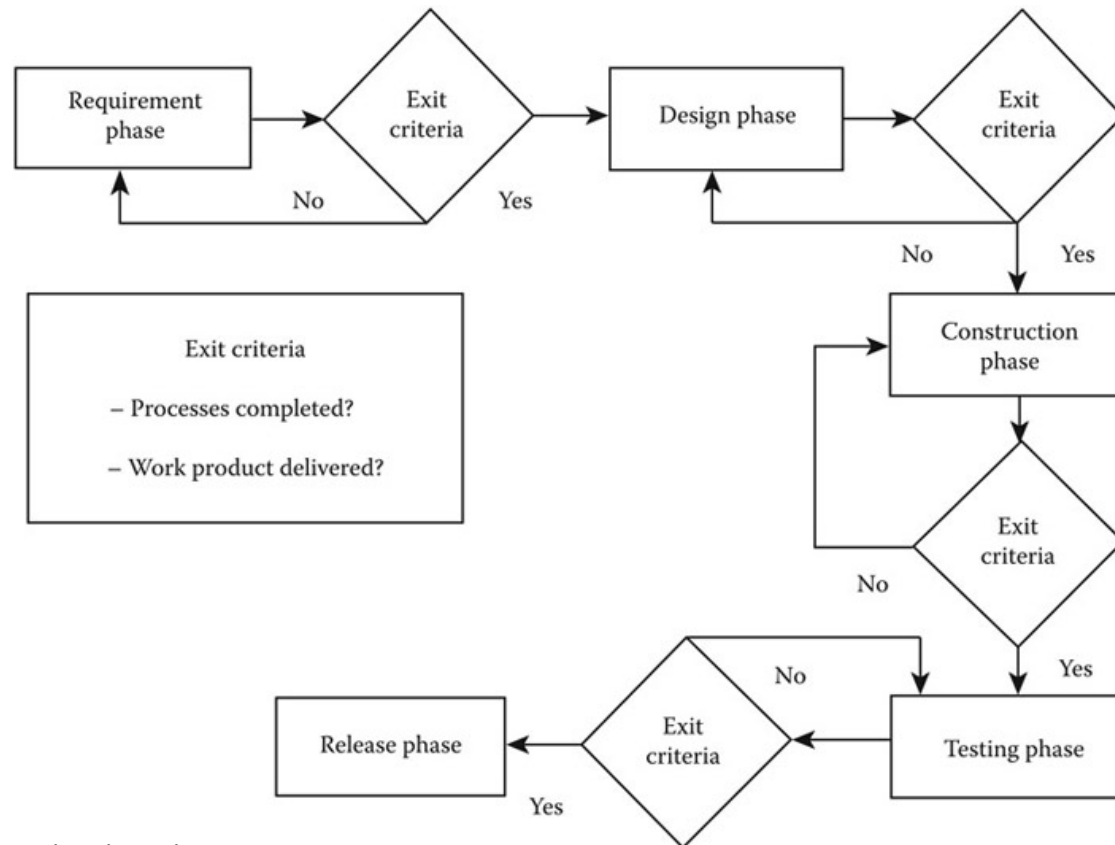 Requirement
phase
Exit
criteria
Design phase
Exit
criteria
No
Yes
No
Yes
Exit criteria
– Processes completed?
– Work product delivered?
Construction
phase
Exit
criteria
No
Yes
No
Release phase
Exit
criteria
Testing phase
Yes